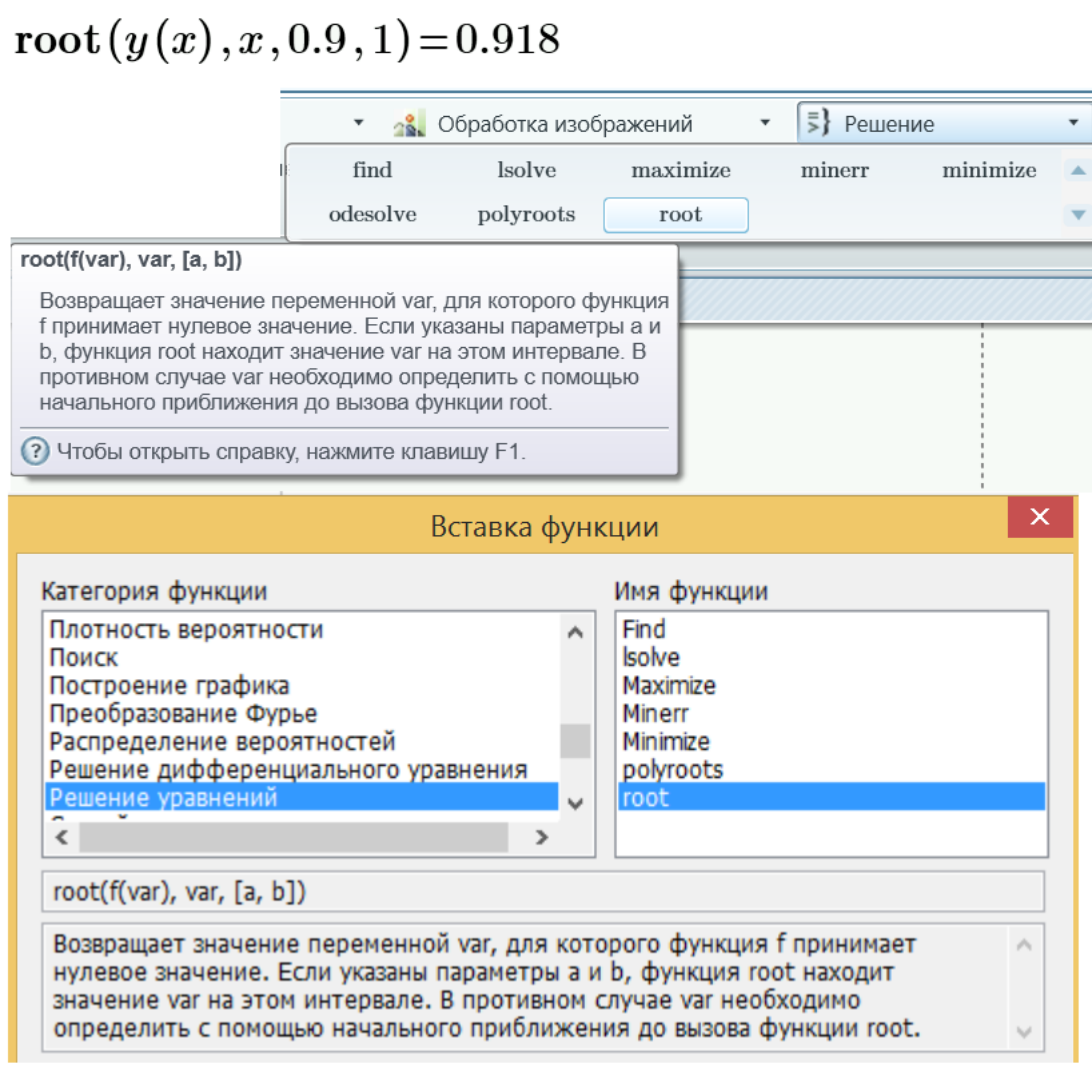 root(y(x),x,0.9,1)=0.918
Обработка изображений
Решение
find lsolve maximize minerr minimize
odesolve polyroots root
root(f(var), var, [a, b])
Возвращает значение переменной var, для которого функция
f принимает нулевое значение. Если указаны параметры a и
b, функция root находит значение var на этом интервале. В
противном случае var необходимо определить с помощью
начального приближения до вызова функции root.
? Чтобы открыть справку, нажмите клавишу F1.
Вставка функции
Категория функции
Плотность вероятности
Поиск
Построение графика
Преобразование Фурье
Распределение вероятностей
Решение дифференциального уравнения
Решение уравнений
Имя функции
Find
lsolve
Maximize
Minerr
Minimize
polyroots
root
root(f(var), var, [a, b])
Возвращает значение переменной var, для которого функция f принимает
нулевое значение. Если указаны параметры a и b, функция root находит
значение var на этом интервале. В противном случае var необходимо
определить с помощью начального приближения до вызова функции root.